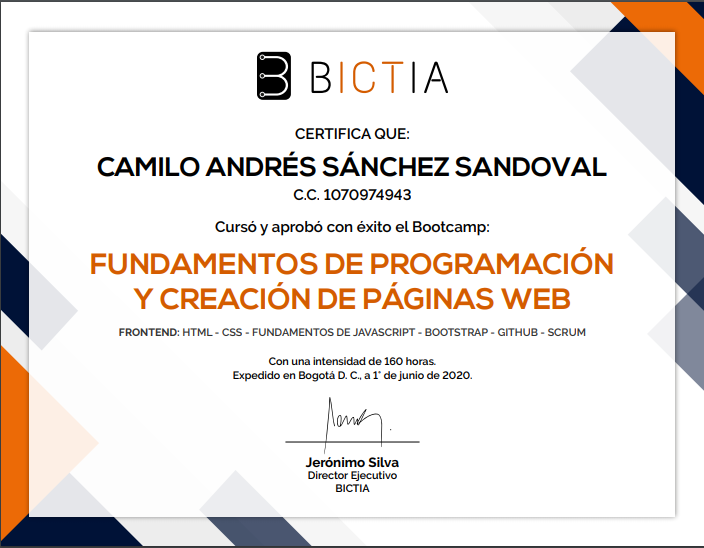 BICTIA
CERTIFICA QUE:
CAMILO ANDRÉS SÁNCHEZ SANDOVAL
C.C. 1070974943
Cursó y aprobó con éxito el Bootcamp:
FUNDAMENTOS DE PROGRAMACIÓN
Y CREACIÓN DE PÁGINAS WEB
FRONTEND: HTML - CSS - FUNDAMENTOS DE JAVASCRIPT - BOOTSTRAP - GITHUB - SCRUM
Con una intensidad de 160 horas.
Expedido en Bogotá D. C., a 1° de junio de 2020.
Jerónimo Silva
Director Ejecutivo
BICTIA